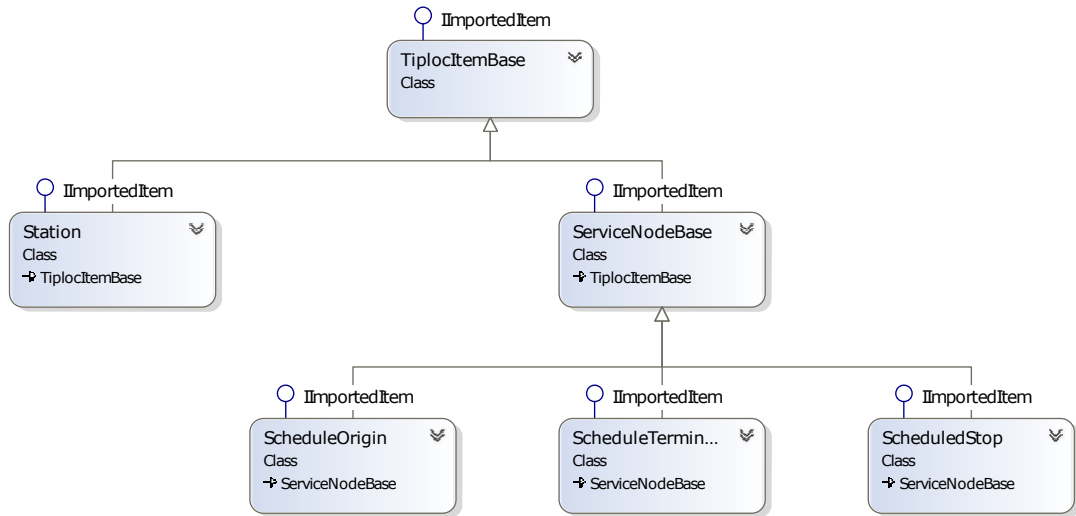 IImportedItem
TiplocItemBase
Class
IImportedItem
Station
Class
TiplocItemBase
IImportedItem
ServiceNodeBase
Class
TiplocItemBase
IImportedItem
ScheduleOrigin
Class
ServiceNodeBase
IImportedItem
ScheduleTermin...
Class
ServiceNodeBase
IImportedItem
ScheduledStop
Class
ServiceNodeBase